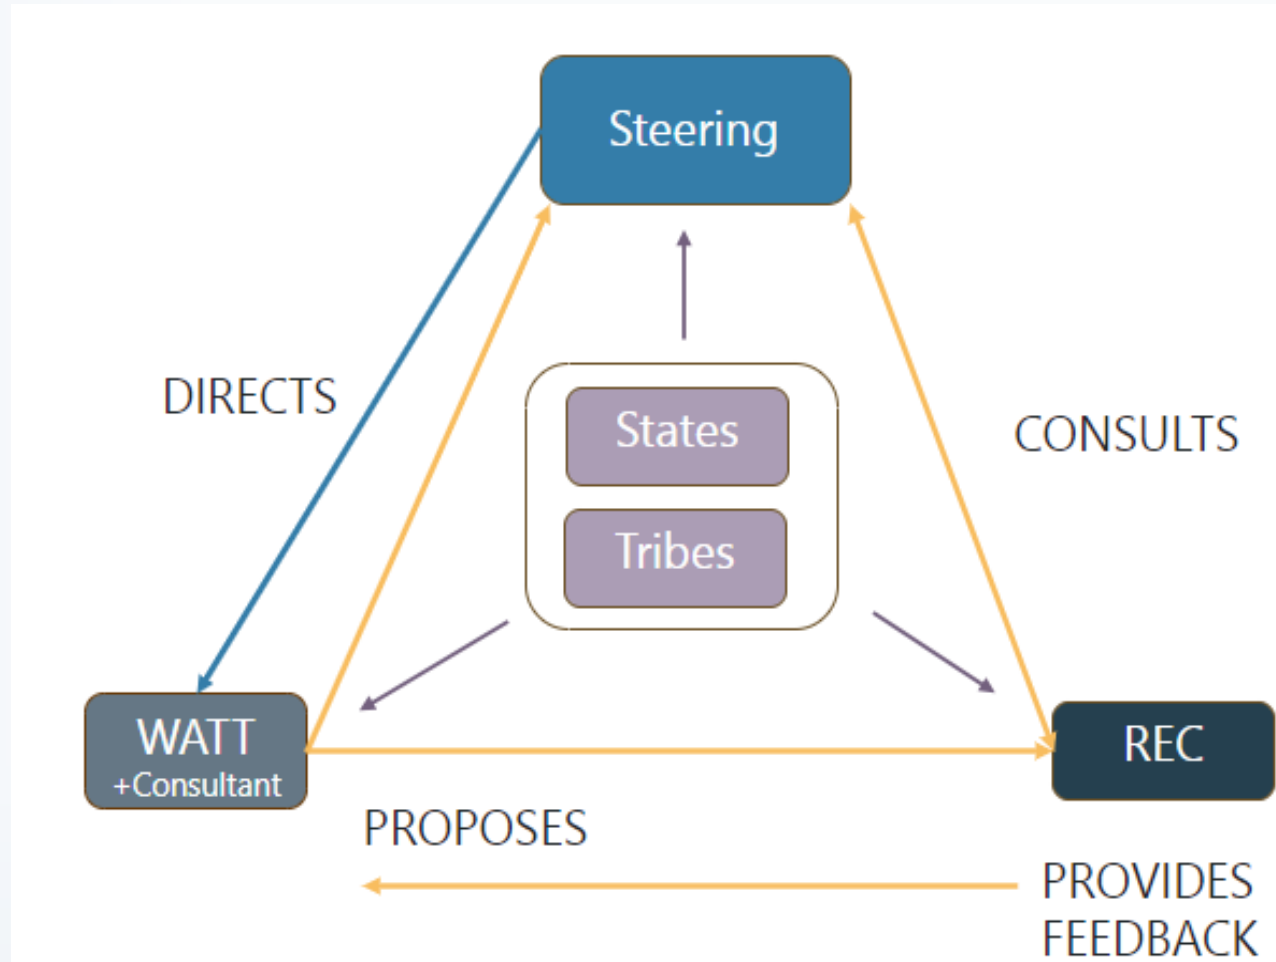 Steering
DIRECTS
States
CONSULTS
Tribes
WATT
+Consultant
REC
PROPOSES
PROVIDES
FEEDBACK